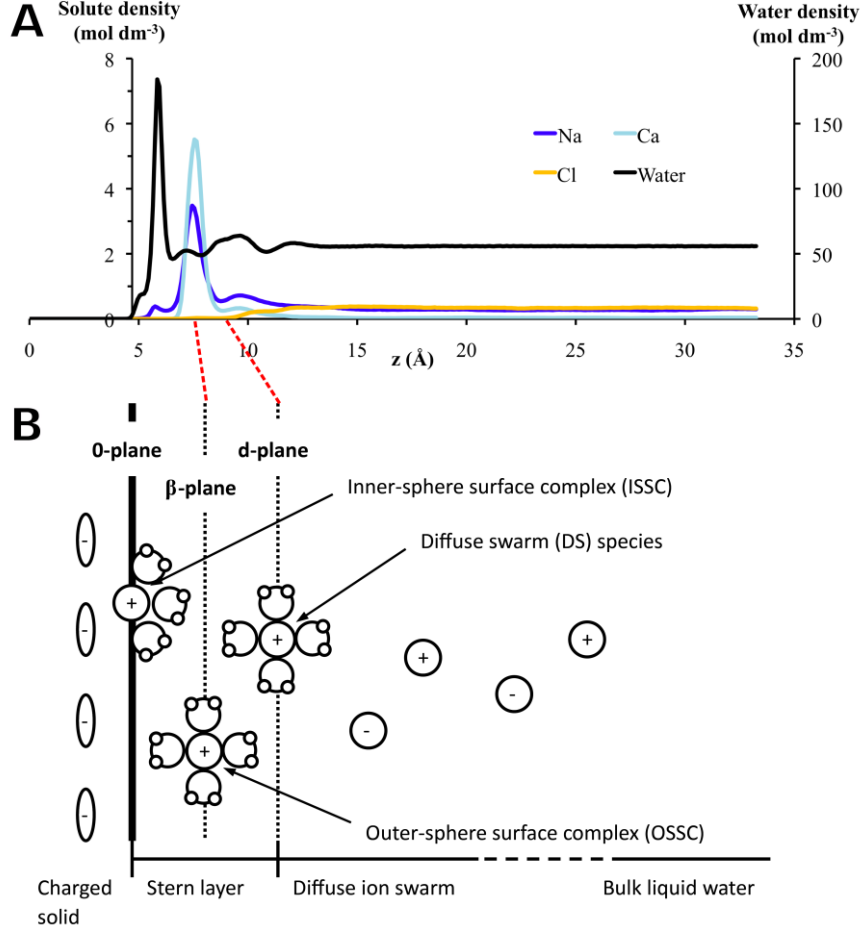 A
Solute density
(mol dm-3)
Water density
(mol dm-3)
8
6
4
2
0
200
150
100
50
0
Na
Ca
Cl
Water
0
5
10
15
20
25
30
35
z (Å)
B
0-plane
d-plane
β-plane
Inner-sphere surface complex (ISSC)
Diffuse swarm (DS) species
Outer-sphere surface complex (OSSC)
-
-
-
-
+
+
+
+
-
-
+
Charged
solid
Stern layer
Diffuse ion swarm
Bulk liquid water